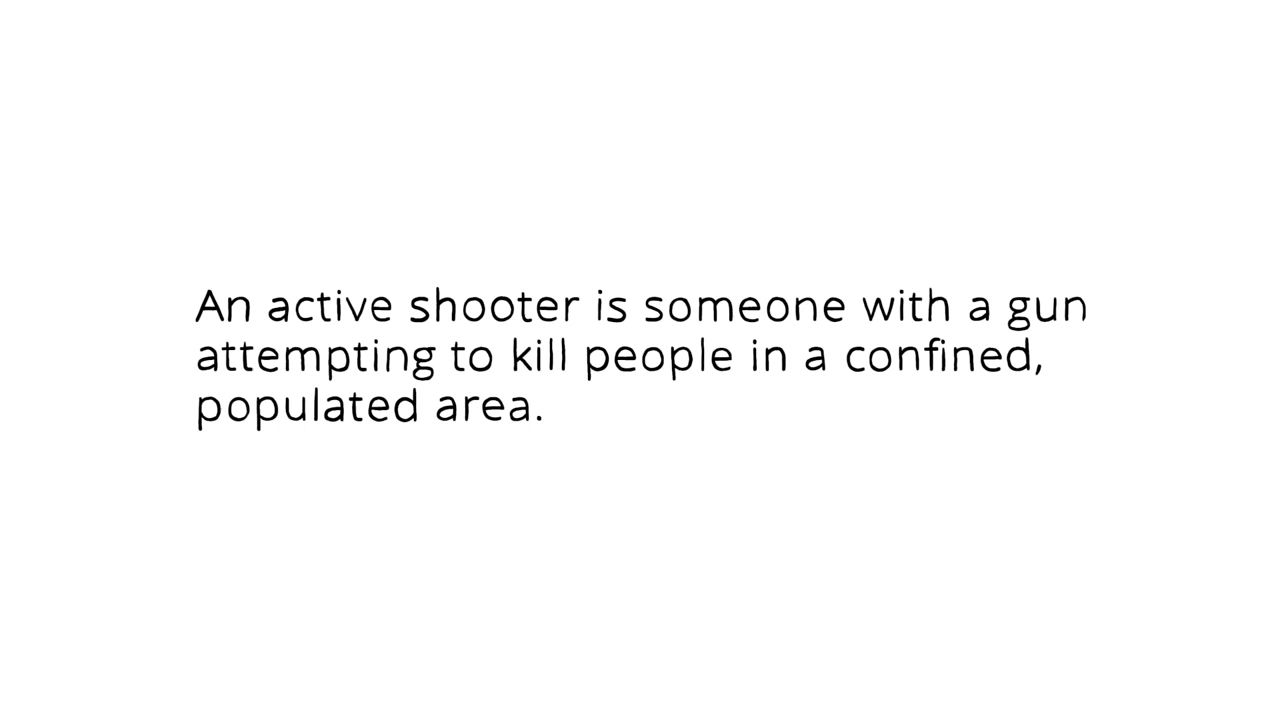 An active shooter is someone with a gun
attempting to kill people in a confined,
populated area.